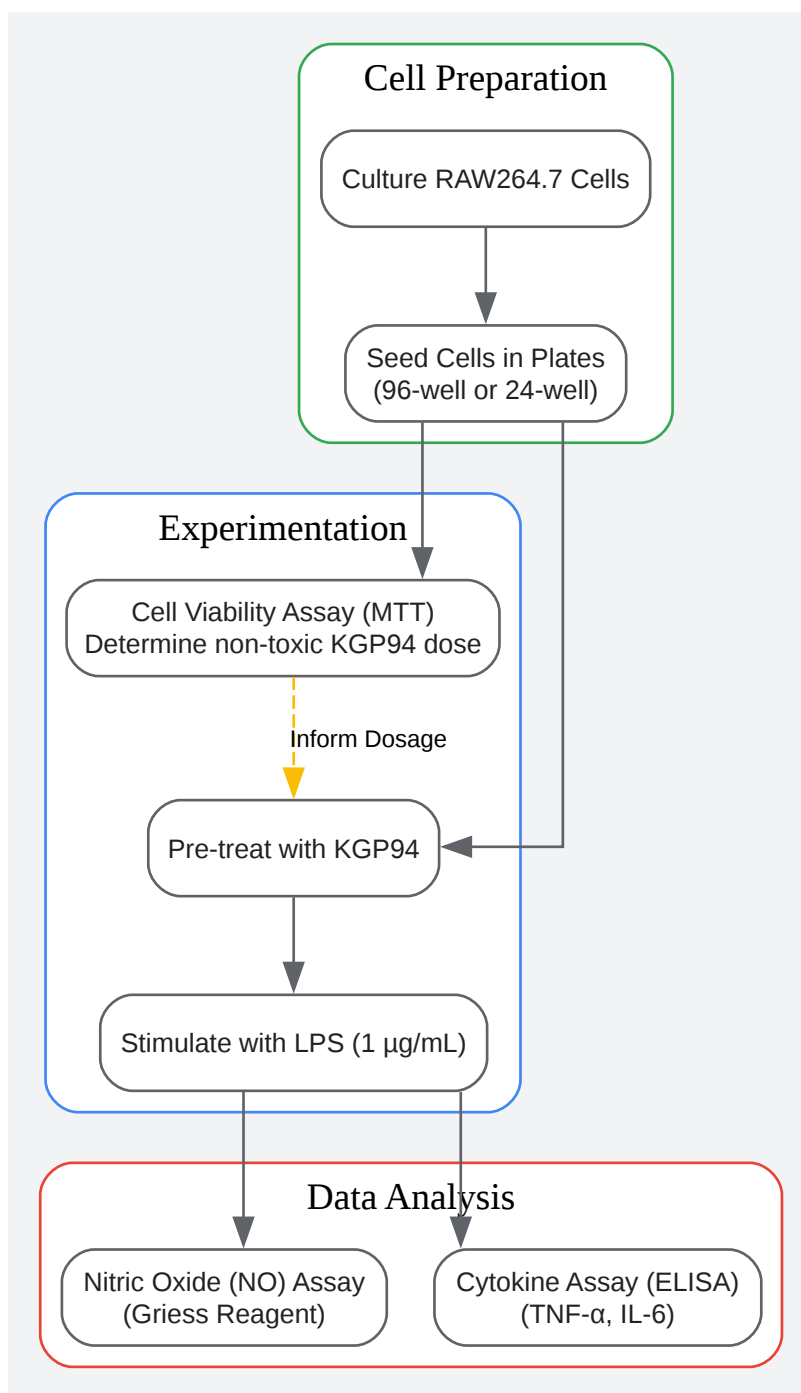 Cell Preparation
Culture RAW264.7 Cells
Seed Cells in Plates
(96-well or 24-well)
Experimentation
Cell Viability Assay (MTT)
Determine non-toxic KGP94 dose
Inform Dosage
Pre-treat with KGP94
Stimulate with LPS (1 µg/mL)
Data Analysis
Nitric Oxide (NO) Assay
(Griess Reagent)
Cytokine Assay (ELISA)
(TNF-α, IL-6)